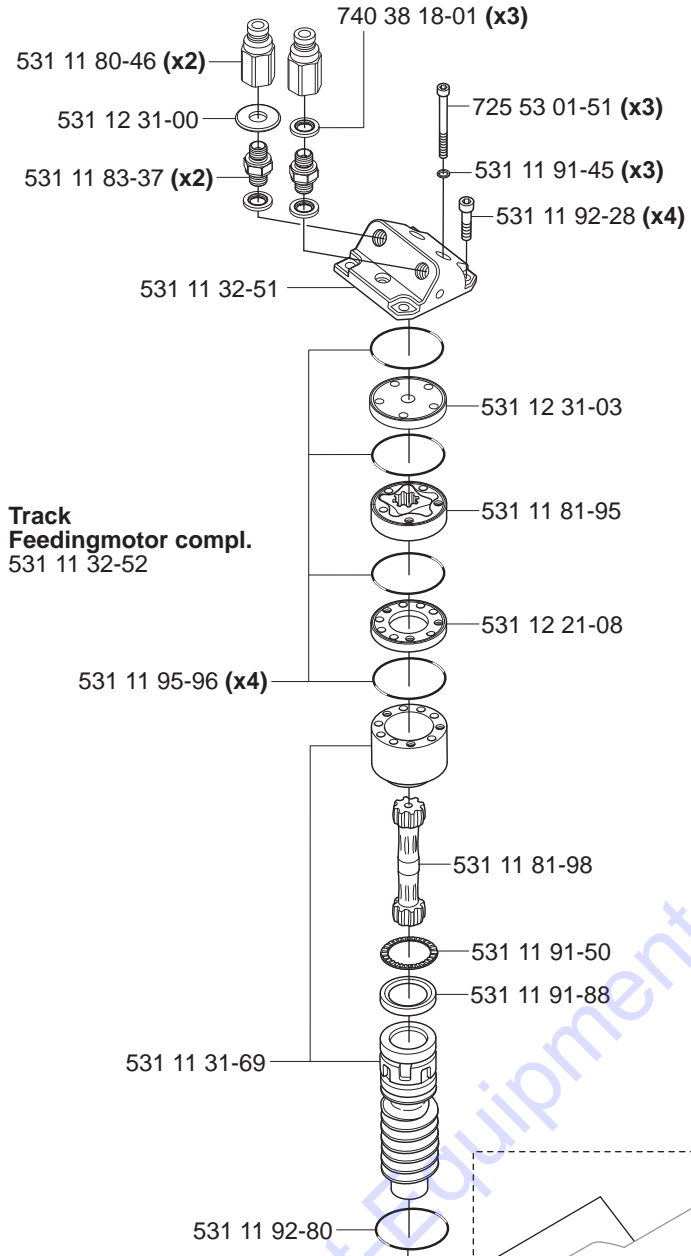 740 38 18-01 (x3)
531 11 80-46 (x2)
725 53 01-51 (x3)
531 12 31-00
531 11 91-45 (x3)
531 11 83-37 (x2)
531 11 92-28 (x4)
531 11 32-51
531 12 31-03
531 11 81-95
Track
Feedingmotor compl.
531 11 32-52
531 12 21-08
531 11 95-96 (x4)
531 11 81-98
531 11 91-50
531 11 91-88
531 11 31-69
531 11 92-80
t-Equipment